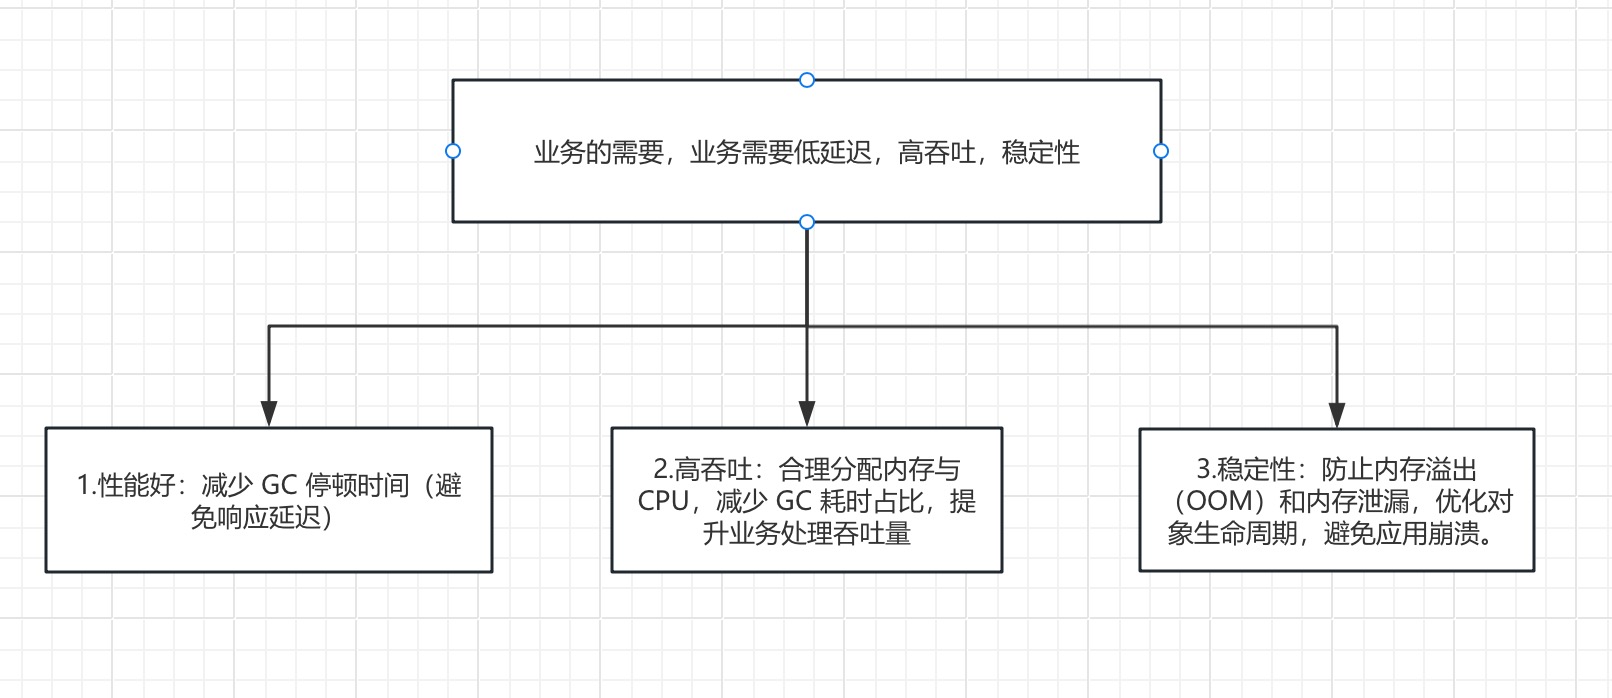 业务的需要，业务需要低延迟，高吞吐，稳定性
1.性能好：减少 GC 停顿时间（避
免响应延迟）
2.高吞吐：合理分配内存与
CPU，减少 GC 耗时占比，提
升业务处理吞吐量
3.稳定性：防止内存溢出
（OOM）和内存泄漏，优化对
象生命周期，避免应用崩溃。